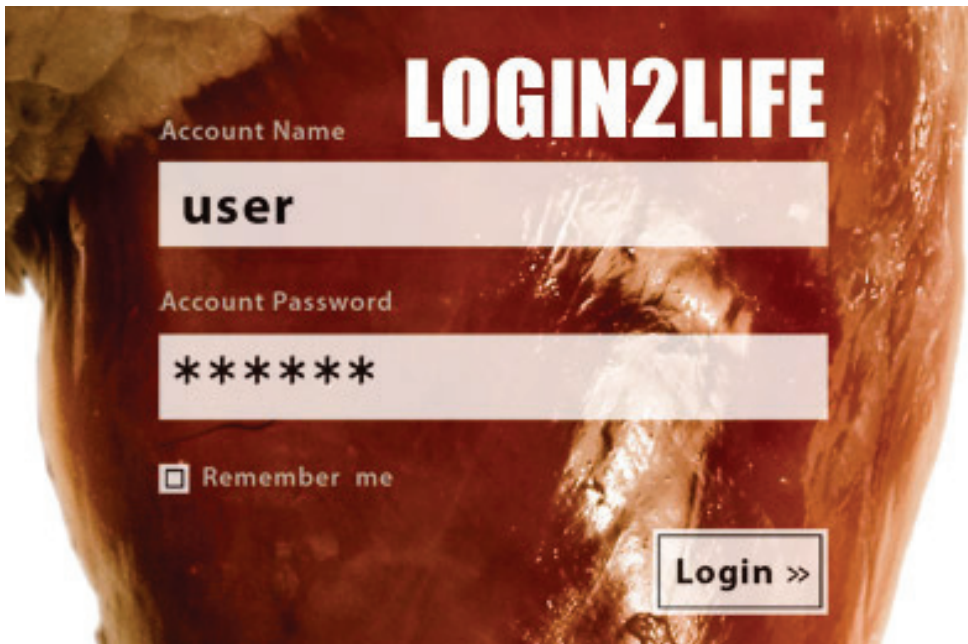 LOGIN2LIFE
Account Name
user
Account Password
******
Remember me
Login »